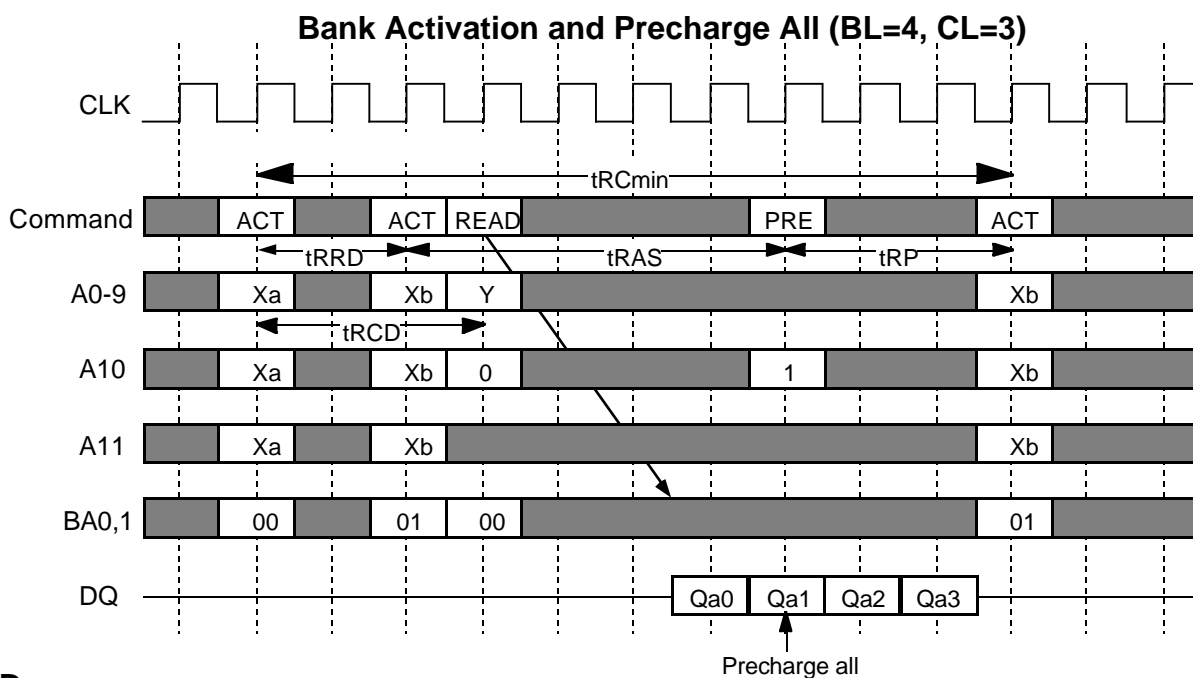 Bank Activation and Precharge All (BL=4, CL=3)
CLK
tRCmin
Command ACT ACT READ PRE ACT
tRRD tRAS tRP
A0-9 Xa Xb Y Xb
tRCD
A10 Xa Xb 0 1 Xb
A11 Xa Xb Xb
BA0,1 00 01 00 01
DQ Qa0 Qa1 Qa2 Qa3
Precharge all